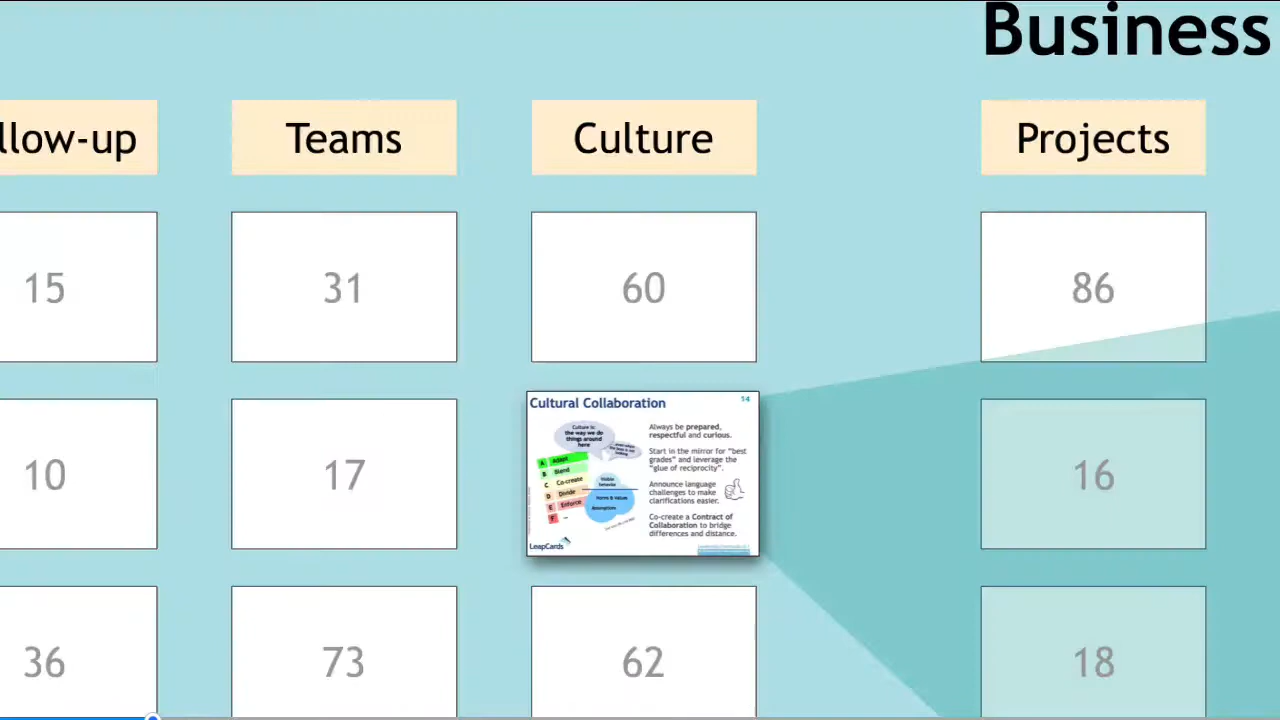 Business
llow-up
Teams
Culture
Projects
15
31
60
86
Cultural Collaboration
14
Culture is:
the way we do
things around
here
Always be prepared,
respectful and curious.
Start in the mirror for "best
grades" and leverage the
"glue of reciprocity".
Announce language
challenges to make
clarifications easier.
Co-create a Contract of
Collaboration to bridge
differences and distance.
A Adapt
B Blend
C Co-create
D Divide
E Enforce
F –
Visible
behavior
Norms & Values
Assumptions
LeapCards
10
17
16
36
73
62
18